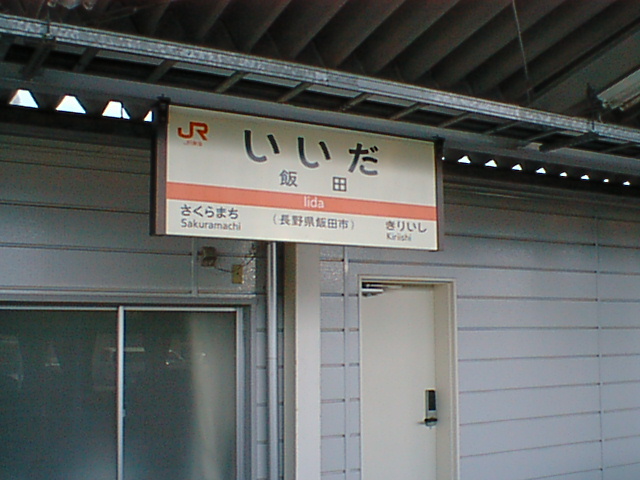 JR
いいだ
飯田
Iida
さくらまち
Sakuramachi
(長野県飯田市)
きりいし
Kiriishi